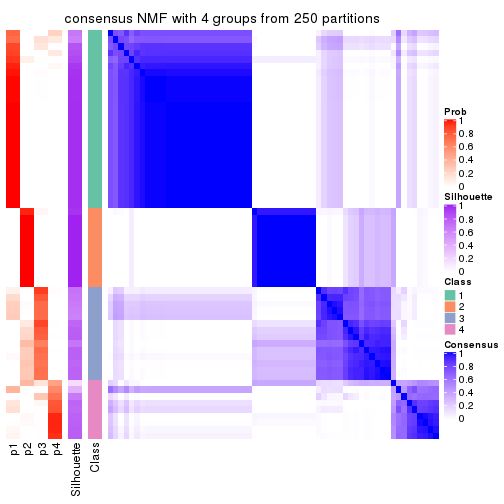 consensus NMF with 4 groups from 250 partitions
Prob
1
0.8
0.6
0.4
0.2
0
Silhouette
1
0.8
0.6
0.4
0.2
0
Class
1
2
3
4
Consensus
1
0.8
0.6
0.4
0.2
0
p1
p2
p3
p4
Silhouette
Class